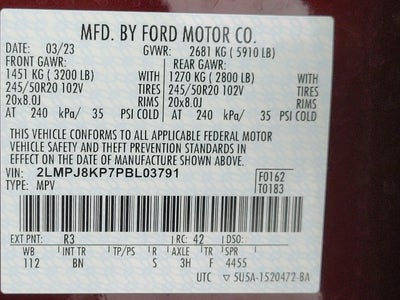 MFD. BY FORD MOTOR CO.
DATE: 03/23 GVWR: 2681 KG ( 5910 LB)
FRONT GAWR: REAR GAWR:
1451 KG ( 3200 LB) WITH 1270 KG ( 2800 LB) WITH
245/50R20 102V TIRES 245/50R20 102V TIRES
20x8.0J RIMS 20x8.0J RIMS
AT 240 kPa/ 35 PSI COLD AT 240 kPa/ 35 PSI COLD
THIS VEHICLE CONFORMS TO ALL APPLICABLE FEDERAL MOTOR
VEHICLE SAFETY AND THEFT PREVENTION STANDARDS IN
EFFECT ON THE DATE OF MANUFACTURE SHOWN ABOVE.
VIN: 2LMPJ8KP7PBL03791 F0162
TYPE: MPV T0183
EXT PNT: R3 RC: 42 DSO:
WB INT TR TP/PS R AXLE TR SPR
112 BN S 3H F 4455
UTC 5U5A-1520472-BA